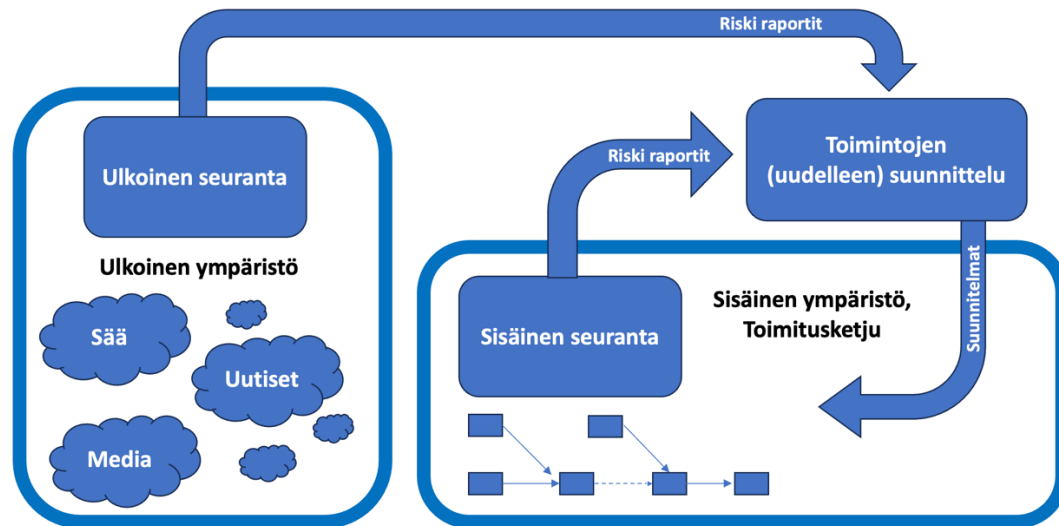 Riski raportit
Ulkoinen seuranta
Riski raportit
Toimintojen
(uudelleen) suunnittelu
Ulkoinen ympäristö
Sää
Uutiset
Media
Sisäinen seuranta
Sisäinen ympäristö,
Toimitusketju
Suunnitelmat